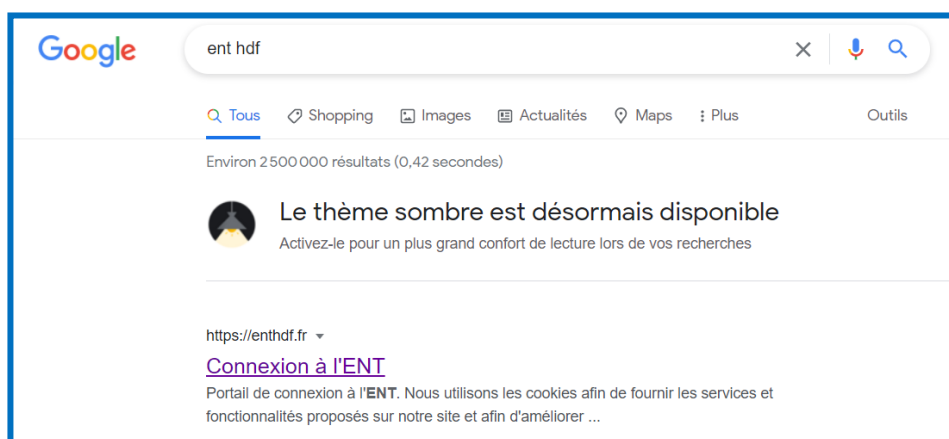 Google
ent hdf
Tous Shopping Images Actualités Maps Plus Outils
Environ 2 500 000 résultats (0,42 secondes)
Le thème sombre est désormais disponible
Activez-le pour un plus grand confort de lecture lors de vos recherches
https://enthdf.fr
Connexion à l'ENT
Portail de connexion à l'ENT. Nous utilisons les cookies afin de fournir les services et
fonctionnalités proposés sur notre site et afin d'améliorer ...